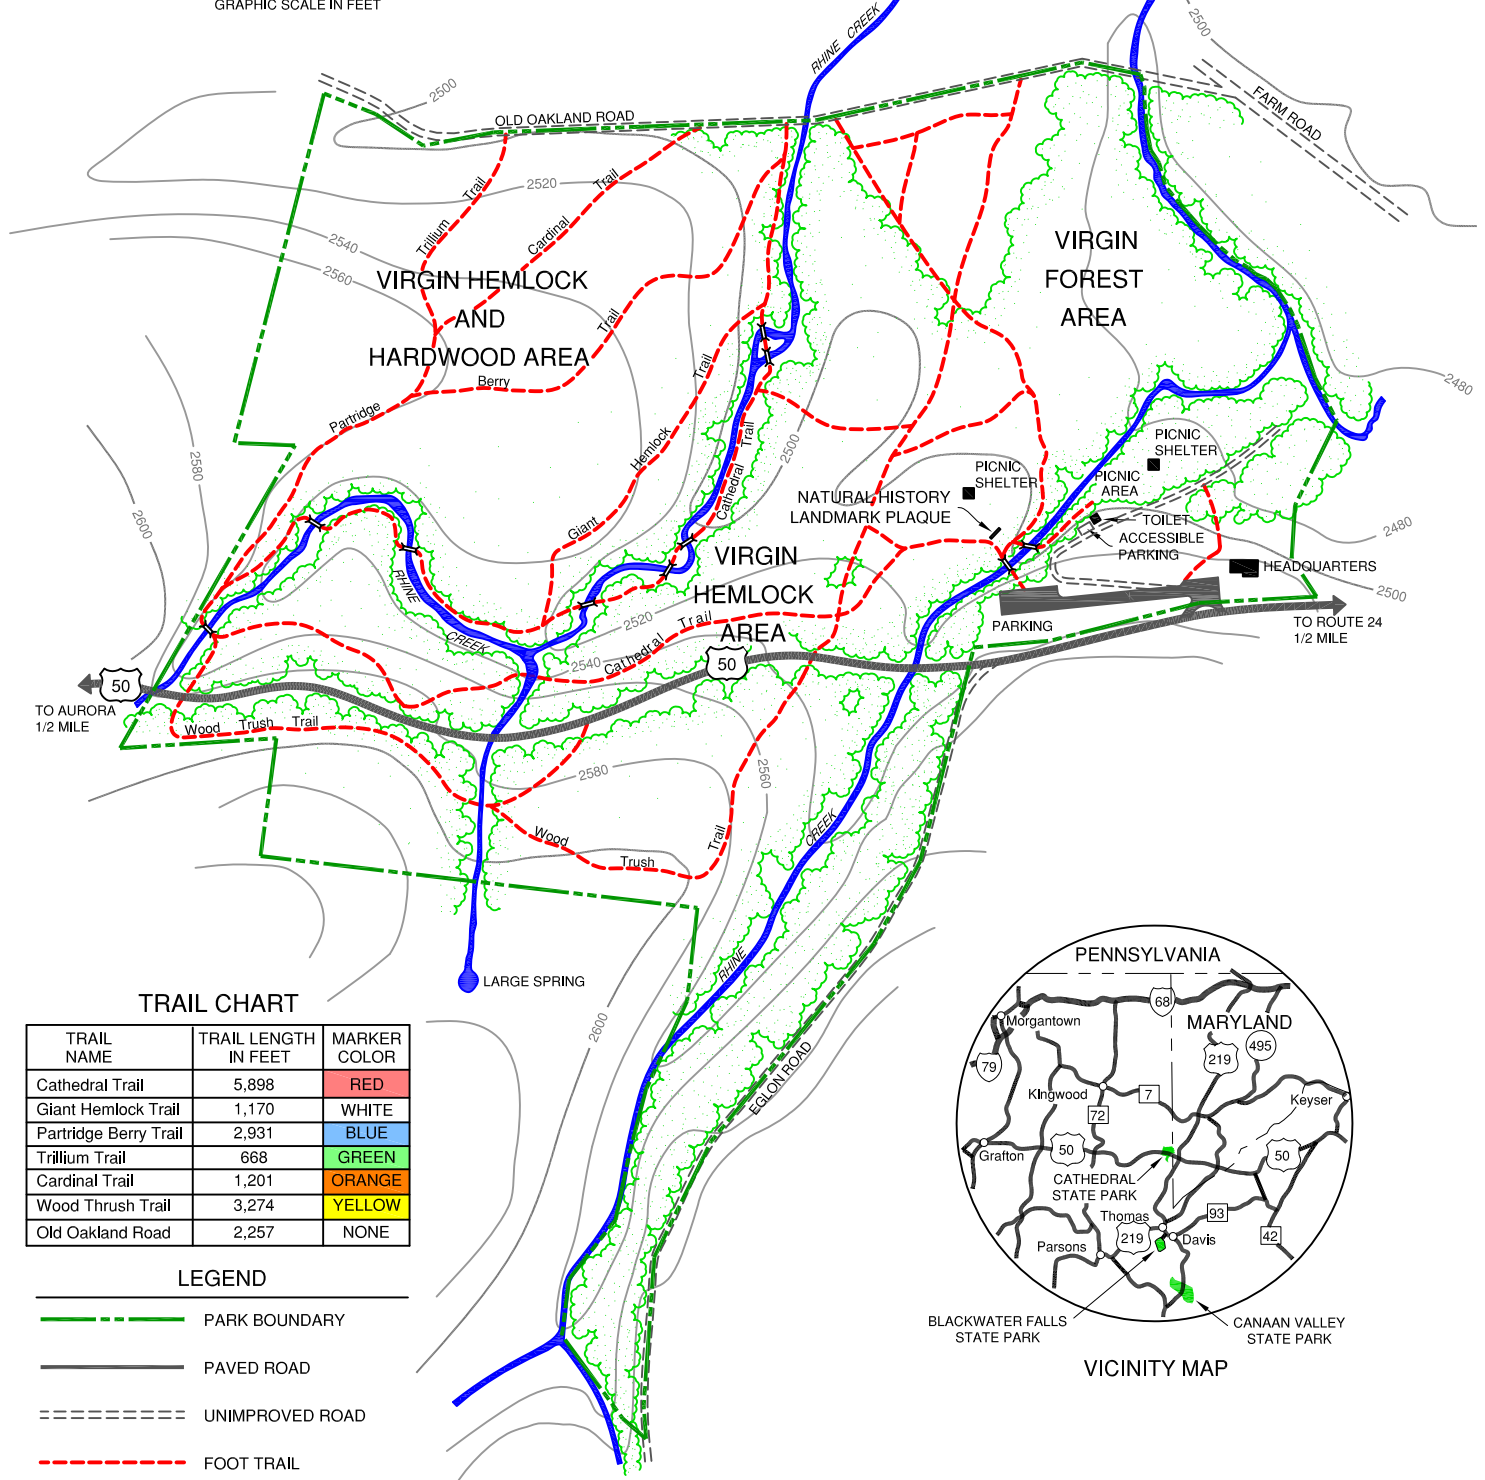 GRAPHIC SCALE IN FEET
RHINE CREEK
2500
2500
OLD OAKLAND ROAD
FARM ROAD
2520
Trillium Trail
Cardinal Trail
2540
2560
VIRGIN HEMLOCK
AND
HARDWOOD AREA
VIRGIN
FOREST
AREA
Partridge Berry Trail
Giant Hemlock Trail
Cathedral Trail
2480
2500
2580
2600
PICNIC
SHELTER
PICNIC
SHELTER
PICNIC
AREA
NATURAL HISTORY
LANDMARK PLAQUE
TOILET
ACCESSIBLE
PARKING
2480
HEADQUARTERS
2500
VIRGIN
HEMLOCK
AREA
RHINE CREEK
2520
2540
Cathedral Trail
PARKING
TO ROUTE 24
1/2 MILE
50
50
TO AURORA
1/2 MILE
Wood Trush Trail
2580
2560
Wood Trush Trail
RHINE CREEK
LARGE SPRING
2600
EGLON ROAD
TRAIL CHART
TRAIL NAME TRAIL LENGTH IN FEET MARKER COLOR
Cathedral Trail 5,898 RED
Giant Hemlock Trail 1,170 WHITE
Partridge Berry Trail 2,931 BLUE
Trillium Trail 668 GREEN
Cardinal Trail 1,201 ORANGE
Wood Thrush Trail 3,274 YELLOW
Old Oakland Road 2,257 NONE
LEGEND
PARK BOUNDARY
PAVED ROAD
UNIMPROVED ROAD
FOOT TRAIL
PENNSYLVANIA
68
Morgantown
MARYLAND
495
219
79
KIngwood
7
72
Keyser
Grafton
50
50
CATHEDRAL
STATE PARK
Thomas
93
219
Davis
42
Parsons
BLACKWATER FALLS
STATE PARK
CANAAN VALLEY
STATE PARK
VICINITY MAP